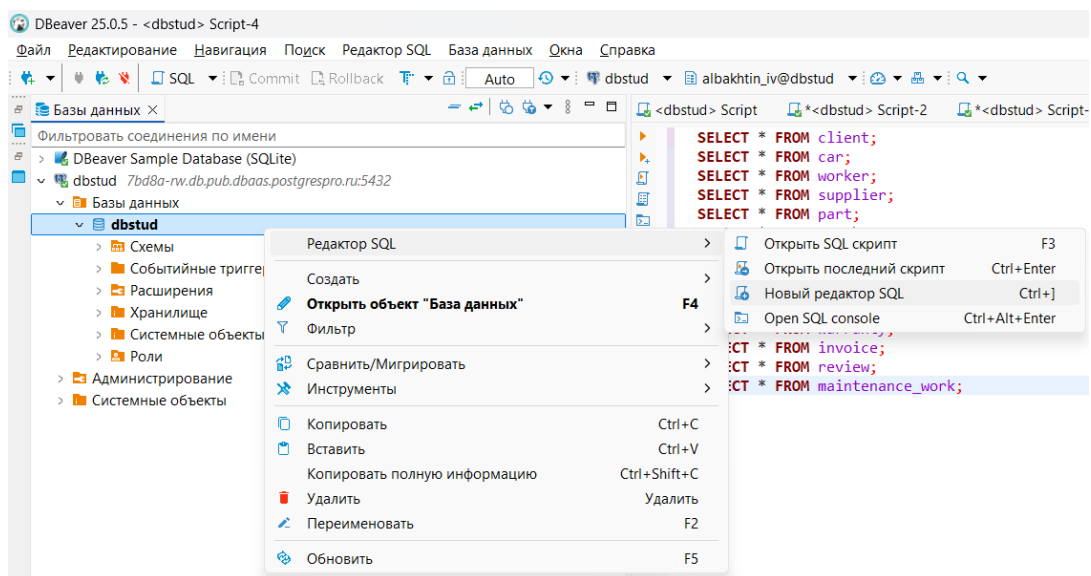 DBeaver 25.0.5 - <dbstud> Script-4
Файл Редактирование Навигация Поиск Редактор SQL База данных Окна Справка
SQL Commit Rollback Auto dbstud albakhtin_iv@dbstud
Базы данных
Фильтровать соединения по имени
DBeaver Sample Database (SQLite)
dbstud 7bd8a-rw.db.pub.dbaas.postgrespro.ru:5432
Базы данных
dbstud
Схемы
Событийные тригге
Расширения
Хранилище
Системные объекты
Роли
Администрирование
Системные объекты
<dbstud> Script *<dbstud> Script-2 *<dbstud> Script-
SELECT * FROM client;
SELECT * FROM car;
SELECT * FROM worker;
SELECT * FROM supplier;
SELECT * FROM part;
ECT * FROM invoice;
ECT * FROM review;
ECT * FROM maintenance_work;
Редактор SQL
Создать
Открыть объект "База данных" F4
Фильтр
Сравнить/Мигрировать
Инструменты
Копировать Ctrl+C
Вставить Ctrl+V
Копировать полную информацию Ctrl+Shift+C
Удалить Удалить
Переименовать F2
Обновить F5
Открыть SQL скрипт F3
Открыть последний скрипт Ctrl+Enter
Новый редактор SQL Ctrl+]
Open SQL console Ctrl+Alt+Enter